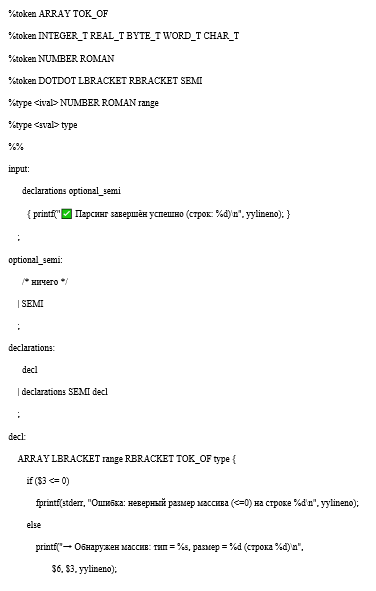 %token ARRAY TOK_OF
%token INTEGER_T REAL_T BYTE_T WORD_T CHAR_T
%token NUMBER ROMAN
%token DOTDOT LBRACKET RBRACKET SEMI
%type <ival> NUMBER ROMAN range
%type <sval> type
%%
input:
declarations optional_semi
{ printf("✅ Парсинг завершён успешно (строк: %d)\n", yylineno); }
;
optional_semi:
/* ничего */
| SEMI
;
declarations:
decl
| declarations SEMI decl
;
decl:
ARRAY LBRACKET range RBRACKET TOK_OF type {
if ($3 <= 0)
fprintf(stderr, "Ошибка: неверный размер массива (<=0) на строке %d\n", yylineno);
else
printf("→ Обнаружен массив: тип = %s, размер = %d (строка %d)\n",
$6, $3, yylineno);